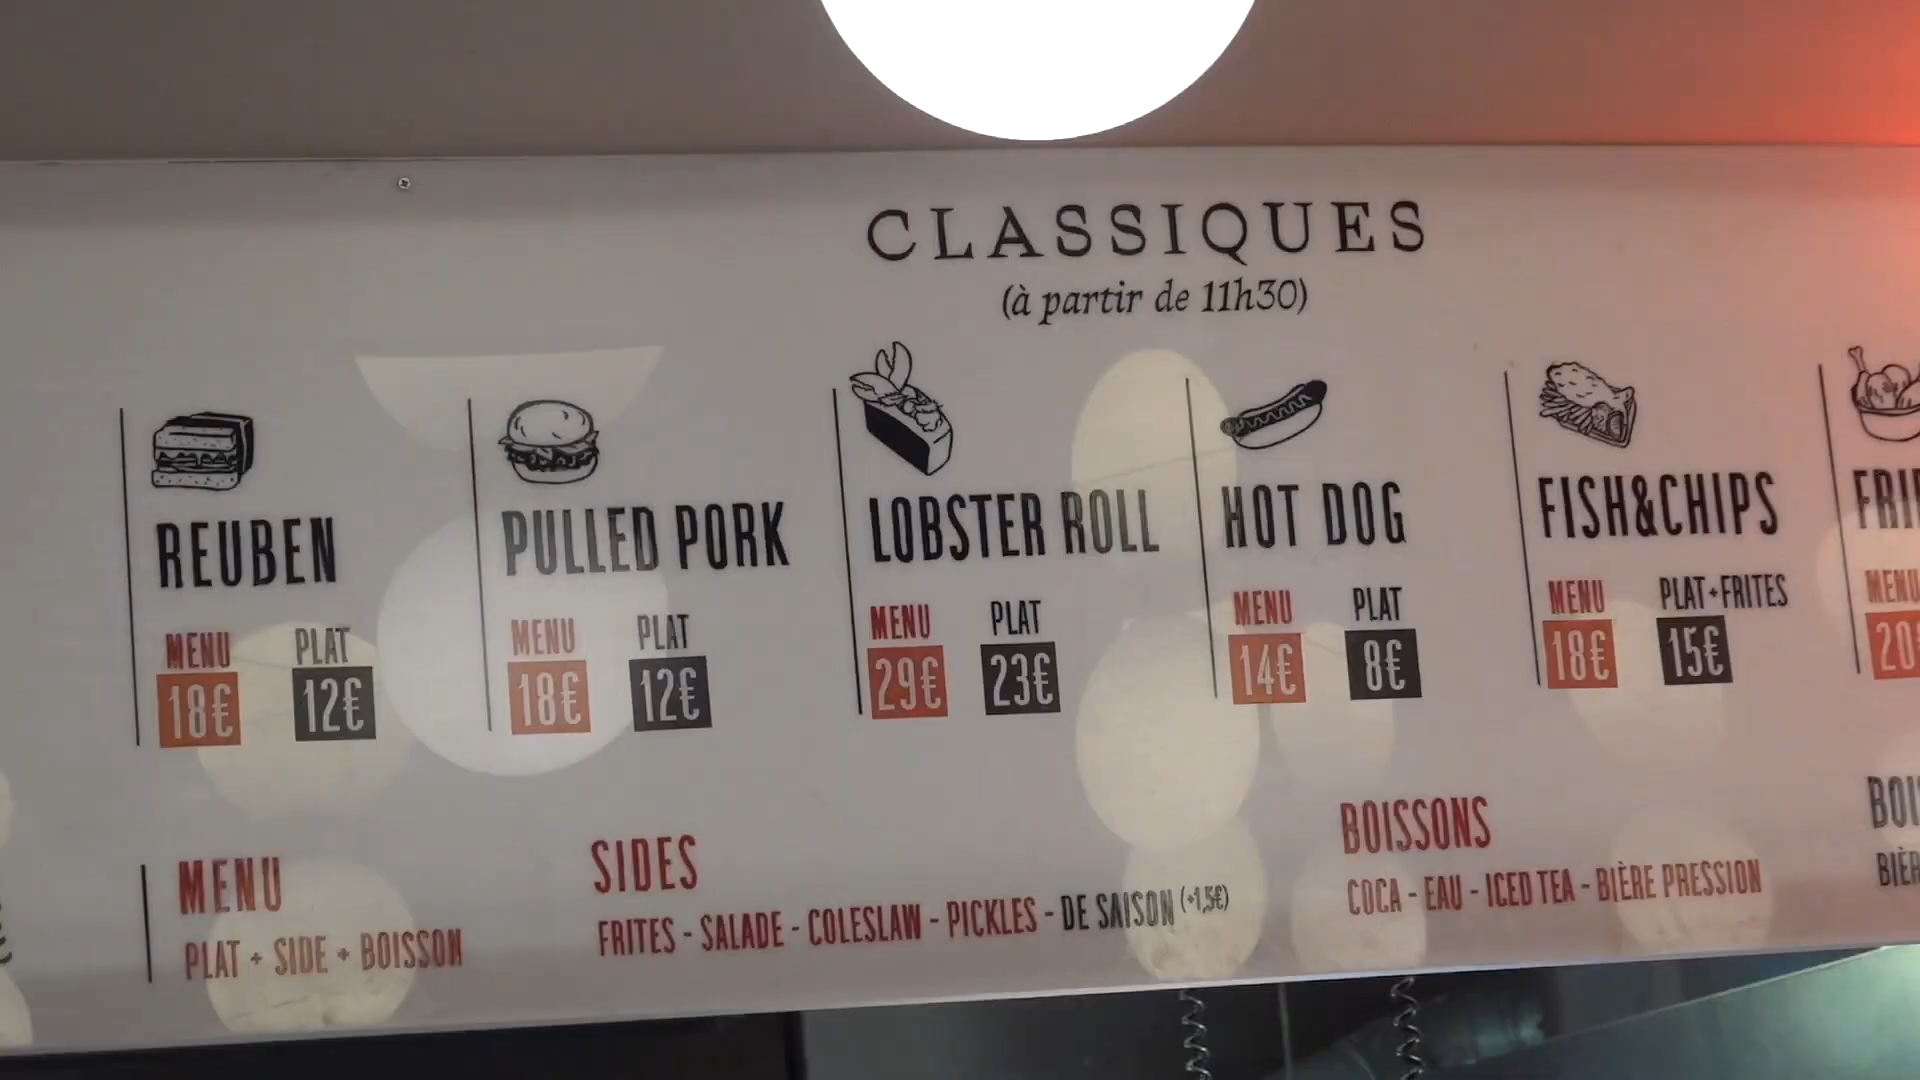 CLASSIQUES
(à partir de 11h30)
REUBEN
MENU PLAT
18€ 12€
PULLED PORK
MENU PLAT
18€ 12€
LOBSTER ROLL
MENU PLAT
29€ 23€
HOT DOG
MENU PLAT
14€ 8€
FISH&CHIPS
MENU PLAT+FRITES
18€ 15€
MENU
20
MENU
PLAT + SIDE + BOISSON
SIDES
FRITES - SALADE - COLESLAW - PICKLES - DE SAISON (+1,5€)
BOISSONS
COCA - EAU - ICED TEA - BIÈRE PRESSION